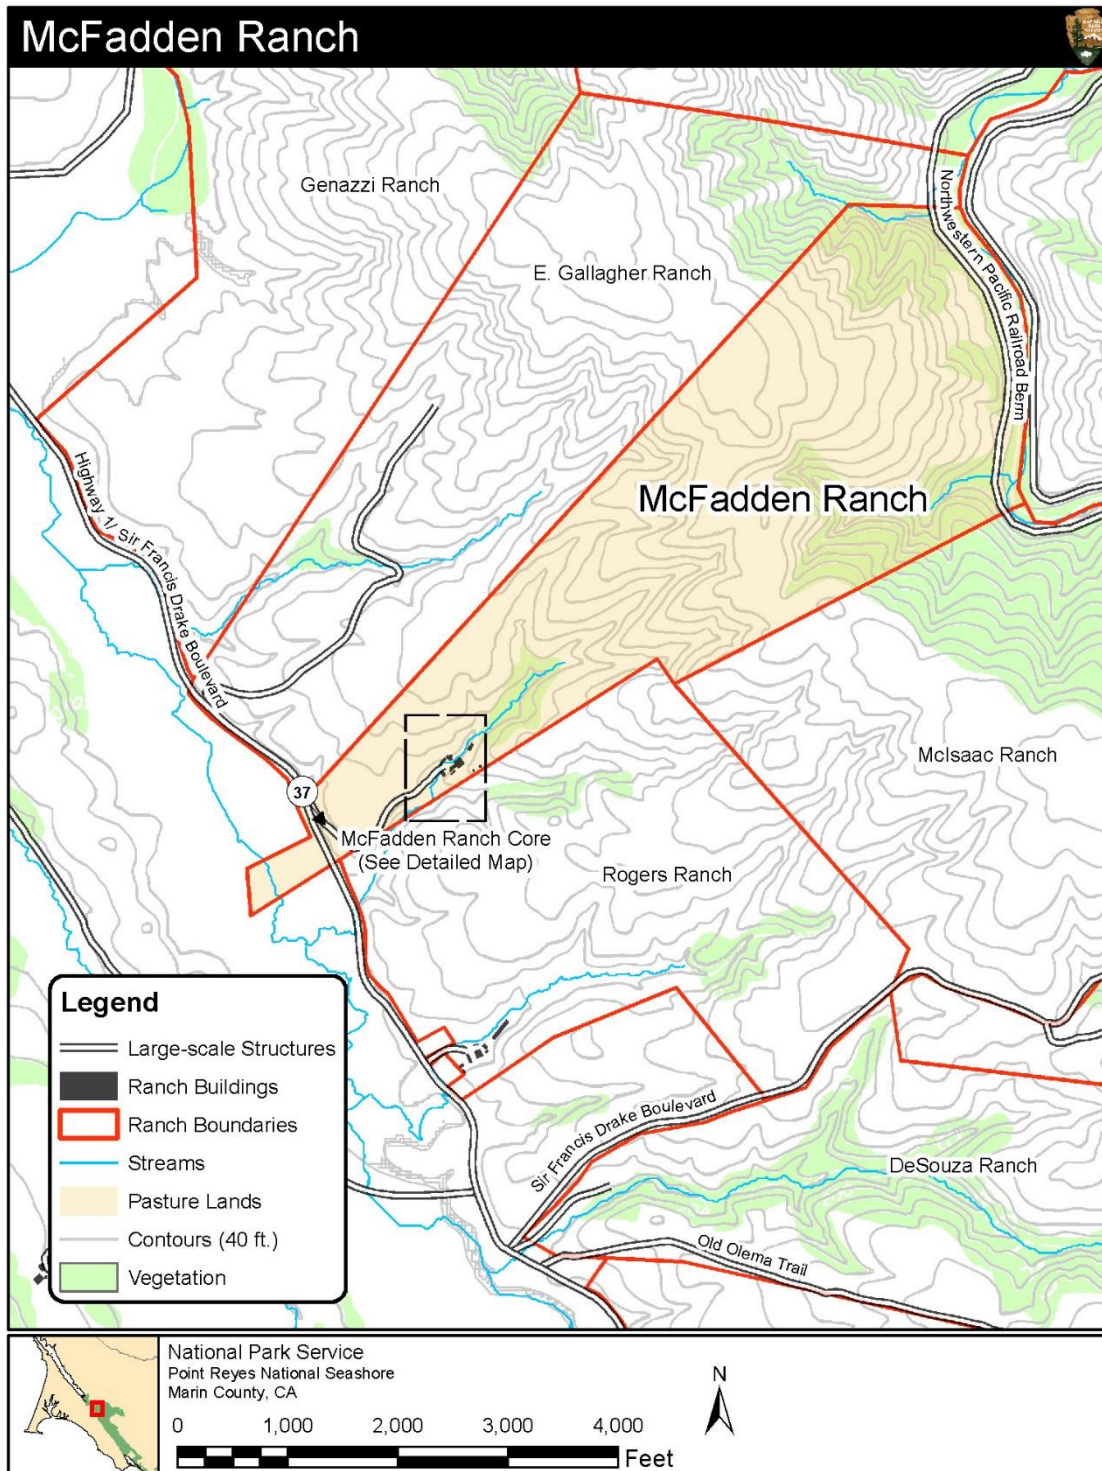 McFadden Ranch
Genazzi Ranch
E. Gallagher Ranch
Northwestern Pacific Railroad Berm
McFadden Ranch
Highway 1/ Sir Francis Drake Boulevard
McIsaac Ranch
37
McFadden Ranch Core
(See Detailed Map)
Rogers Ranch
Sir Francis Drake Boulevard
DeSouza Ranch
Old Olema Trail
Legend
Large-scale Structures
Ranch Buildings
Ranch Boundaries
Streams
Pasture Lands
Contours (40 ft.)
Vegetation
National Park Service
Point Reyes National Seashore
Marin County, CA
N
0 1,000 2,000 3,000 4,000
Feet